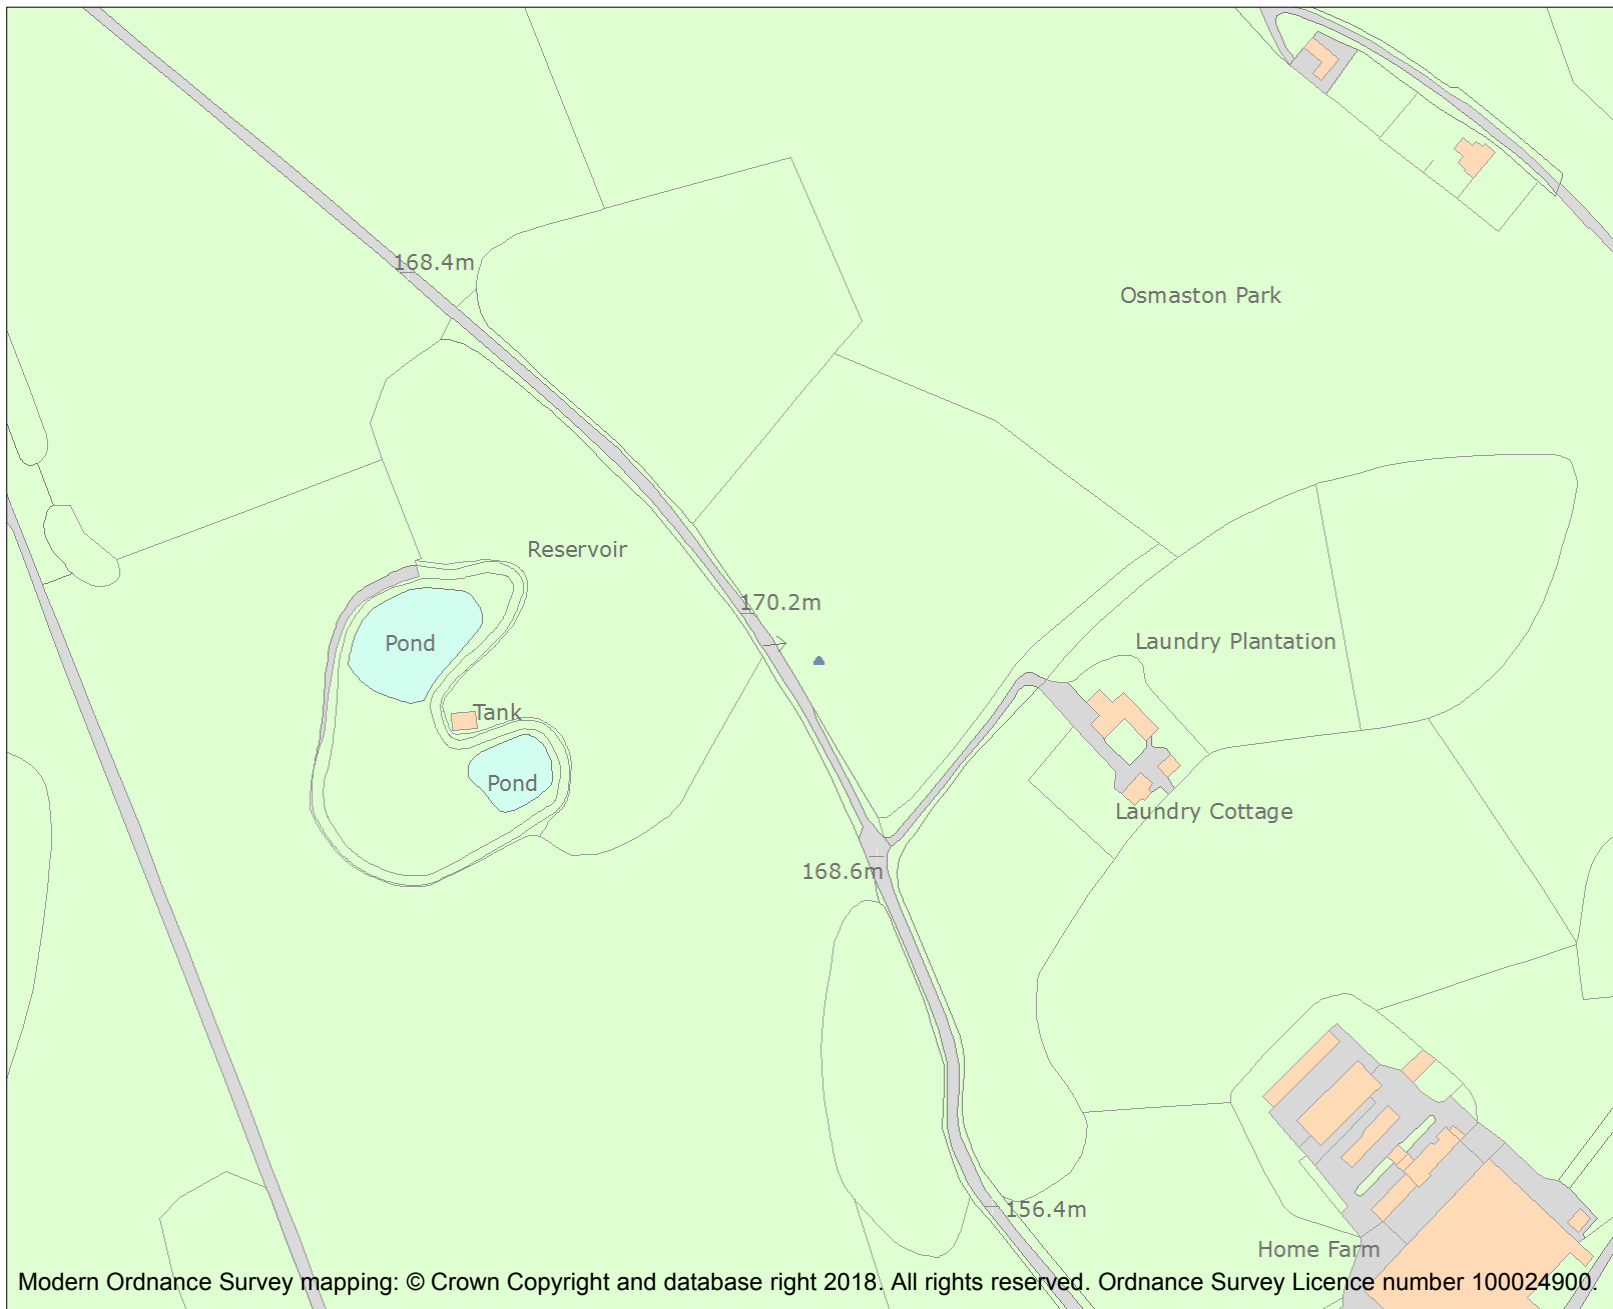 168.4m
Osmaston Park
Reservoir
170.2m
Pond
Laundry Plantation
Tank
Pond
Laundry Cottage
168.6m
156.4m
Home Farm
Modern Ordnance Survey mapping: © Crown Copyright and database right 2018. All rights reserved. Ordnance Survey Licence number 100024900.